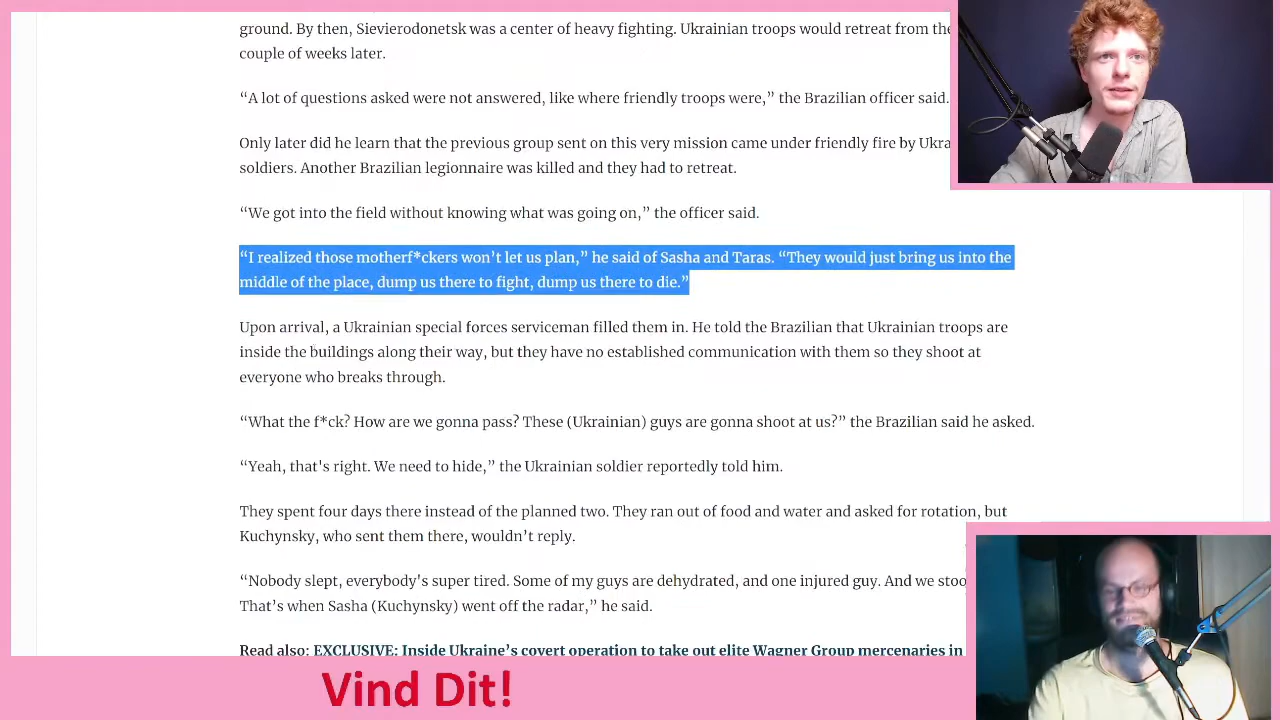 ground. By then, Sievierodonetsk was a center of heavy fighting. Ukrainian troops would retreat from the
couple of weeks later.
“A lot of questions asked were not answered, like where friendly troops were,” the Brazilian officer said.
Only later did he learn that the previous group sent on this very mission came under friendly fire by
soldiers. Another Brazilian legionnaire was killed and they had to retreat.
“We got into the field without knowing what was going on,” the officer said.
“I realized those motherf*ckers won’t let us plan,” he said of Sasha and Taras. “They would just bring us into the
middle of the place, dump us there to fight, dump us there to die.”
Upon arrival, a Ukrainian special forces serviceman filled them in. He told the Brazilian that Ukrainian troops are
inside the buildings along their way, but they have no established communication with them so they shoot at
everyone who breaks through.
“What the f*ck? How are we gonna pass? These (Ukrainian) guys are gonna shoot at us?” the Brazilian said he asked.
“Yeah, that's right. We need to hide,” the Ukrainian soldier reportedly told him.
They spent four days there instead of the planned two. They ran out of food and water and asked for rotation, but
Kuchynsky, who sent them there, wouldn’t reply.
“Nobody slept, everybody's super tired. Some of my guys are dehydrated, and one injured guy. And we
That’s when Sasha (Kuchynsky) went off the radar,” he said.
Read also: EXCLUSIVE: Inside Ukraine’s covert operation to take out elite Wagner Group mercenaries in
Vind Dit!